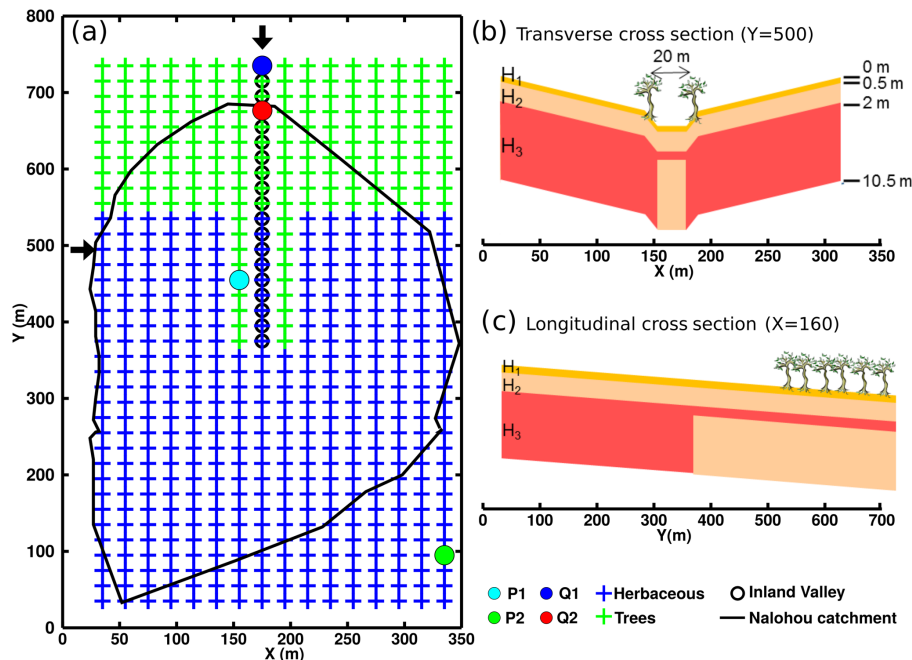 (a)
800
700
600
500
400
300
200
100
0
Y (m)
0 50 100 150 200 250 300 350
X (m)
(b) Transverse cross section (Y=500)
20 m
0 m
0.5 m
2 m
10.5 m
H1
H2
H3
0 50 100 150 200 250 300 350
X (m)
(c) Longitudinal cross section (X=160)
H1
H2
H3
0 100 200 300 400 500 600 700
Y(m)
P1 Q1 Herbaceous Inland Valley
P2 Q2 Trees Nalohou catchment